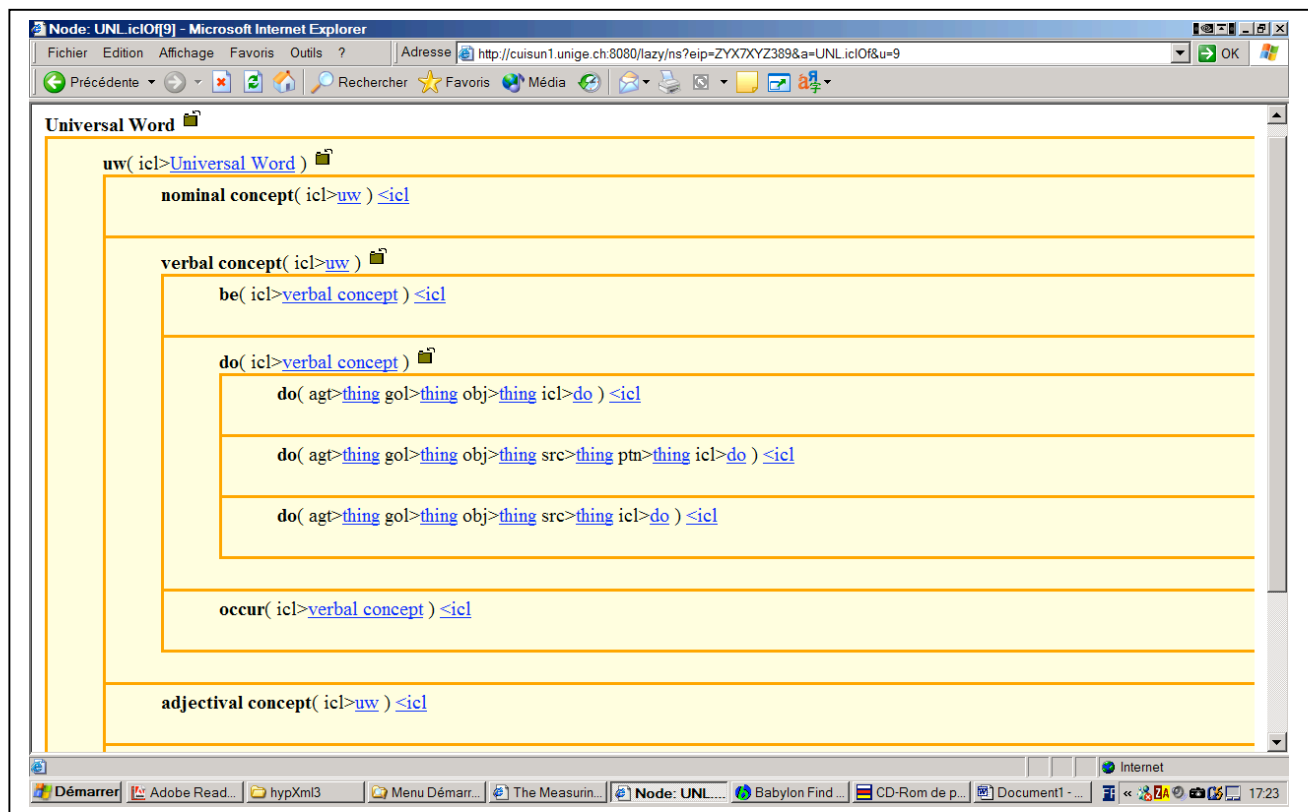 Node: UNL.iclOf[9] - Microsoft Internet Explorer
Fichier Edition Affichage Favoris Outils ? Adresse http://cuisun1.unige.ch:8080/lazy/ns?eip=ZYX7XYZ389&a=UNL.iclOf&u=9 OK
Précédente Rechercher Favoris Média
Universal Word
uw( icl>Universal Word )
nominal concept( icl>uw ) <icl
verbal concept( icl>uw )
be( icl>verbal concept ) <icl
do( icl>verbal concept )
do( agt>thing gol>thing obj>thing icl>do ) <icl
do( agt>thing gol>thing obj>thing src>thing ptn>thing icl>do ) <icl
do( agt>thing gol>thing obj>thing src>thing icl>do ) <icl
occur( icl>verbal concept ) <icl
adjectival concept( icl>uw ) <icl
Internet
Démarrer Adobe Read... hypXml3 Menu Démarr... The Measurin... Node: UNL.... Babylon Find ... CD-Rom de p... Document1 - ... « 17:23